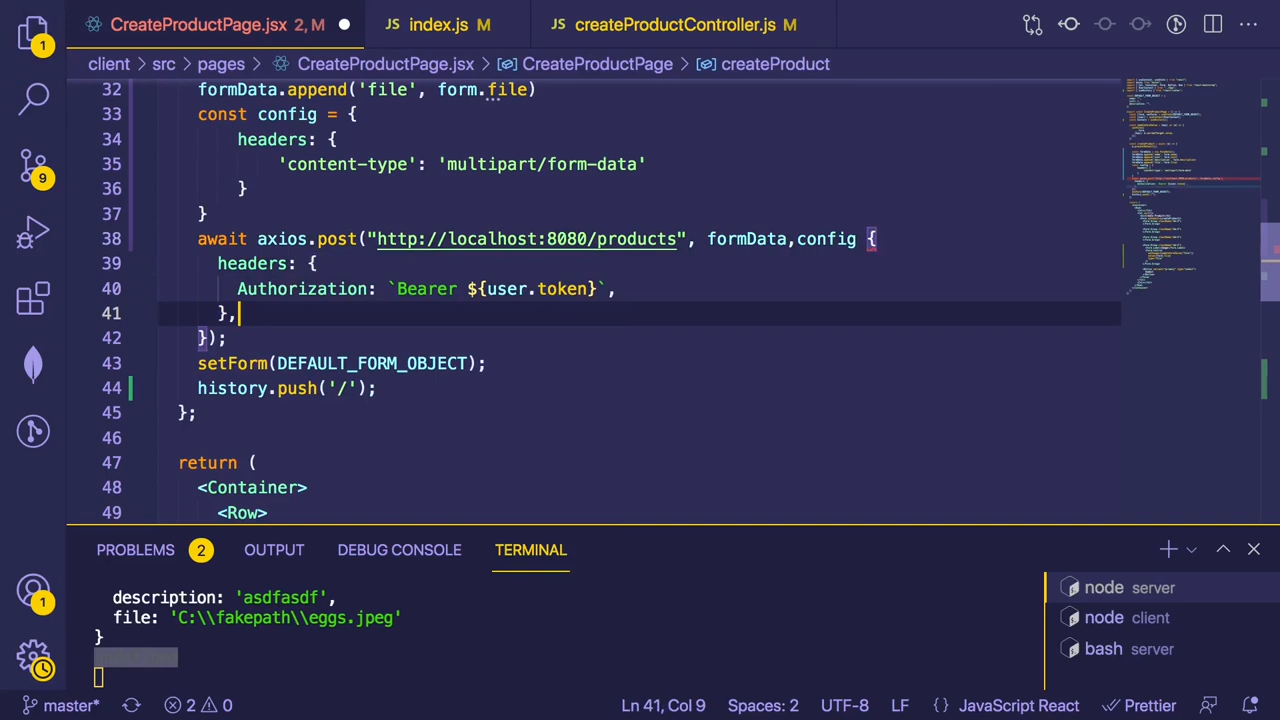 CreateProductPage.jsx 2, M
index.js M
createProductController.js M
client > src > pages > CreateProductPage.jsx > CreateProductPage > createProduct
32 formData.append('file', form.file)
33 const config = {
34 headers: {
35 'content-type': 'multipart/form-data'
36 }
37 }
38 await axios.post("http://localhost:8080/products", formData,config {
39 headers: {
40 Authorization: `Bearer ${user.token}`,
41 },
42 });
43 setForm(DEFAULT_FORM_OBJECT);
44 history.push('/');
45 };
46
47 return (
48 <Container>
49 <Row>
1
9
1
PROBLEMS 2 OUTPUT DEBUG CONSOLE TERMINAL
description: 'asdfasdf',
file: 'C:\\fakepath\\eggs.jpeg'
}
node server
node client
bash server
master* 2 0 Ln 41, Col 9 Spaces: 2 UTF-8 LF {} JavaScript React Prettier